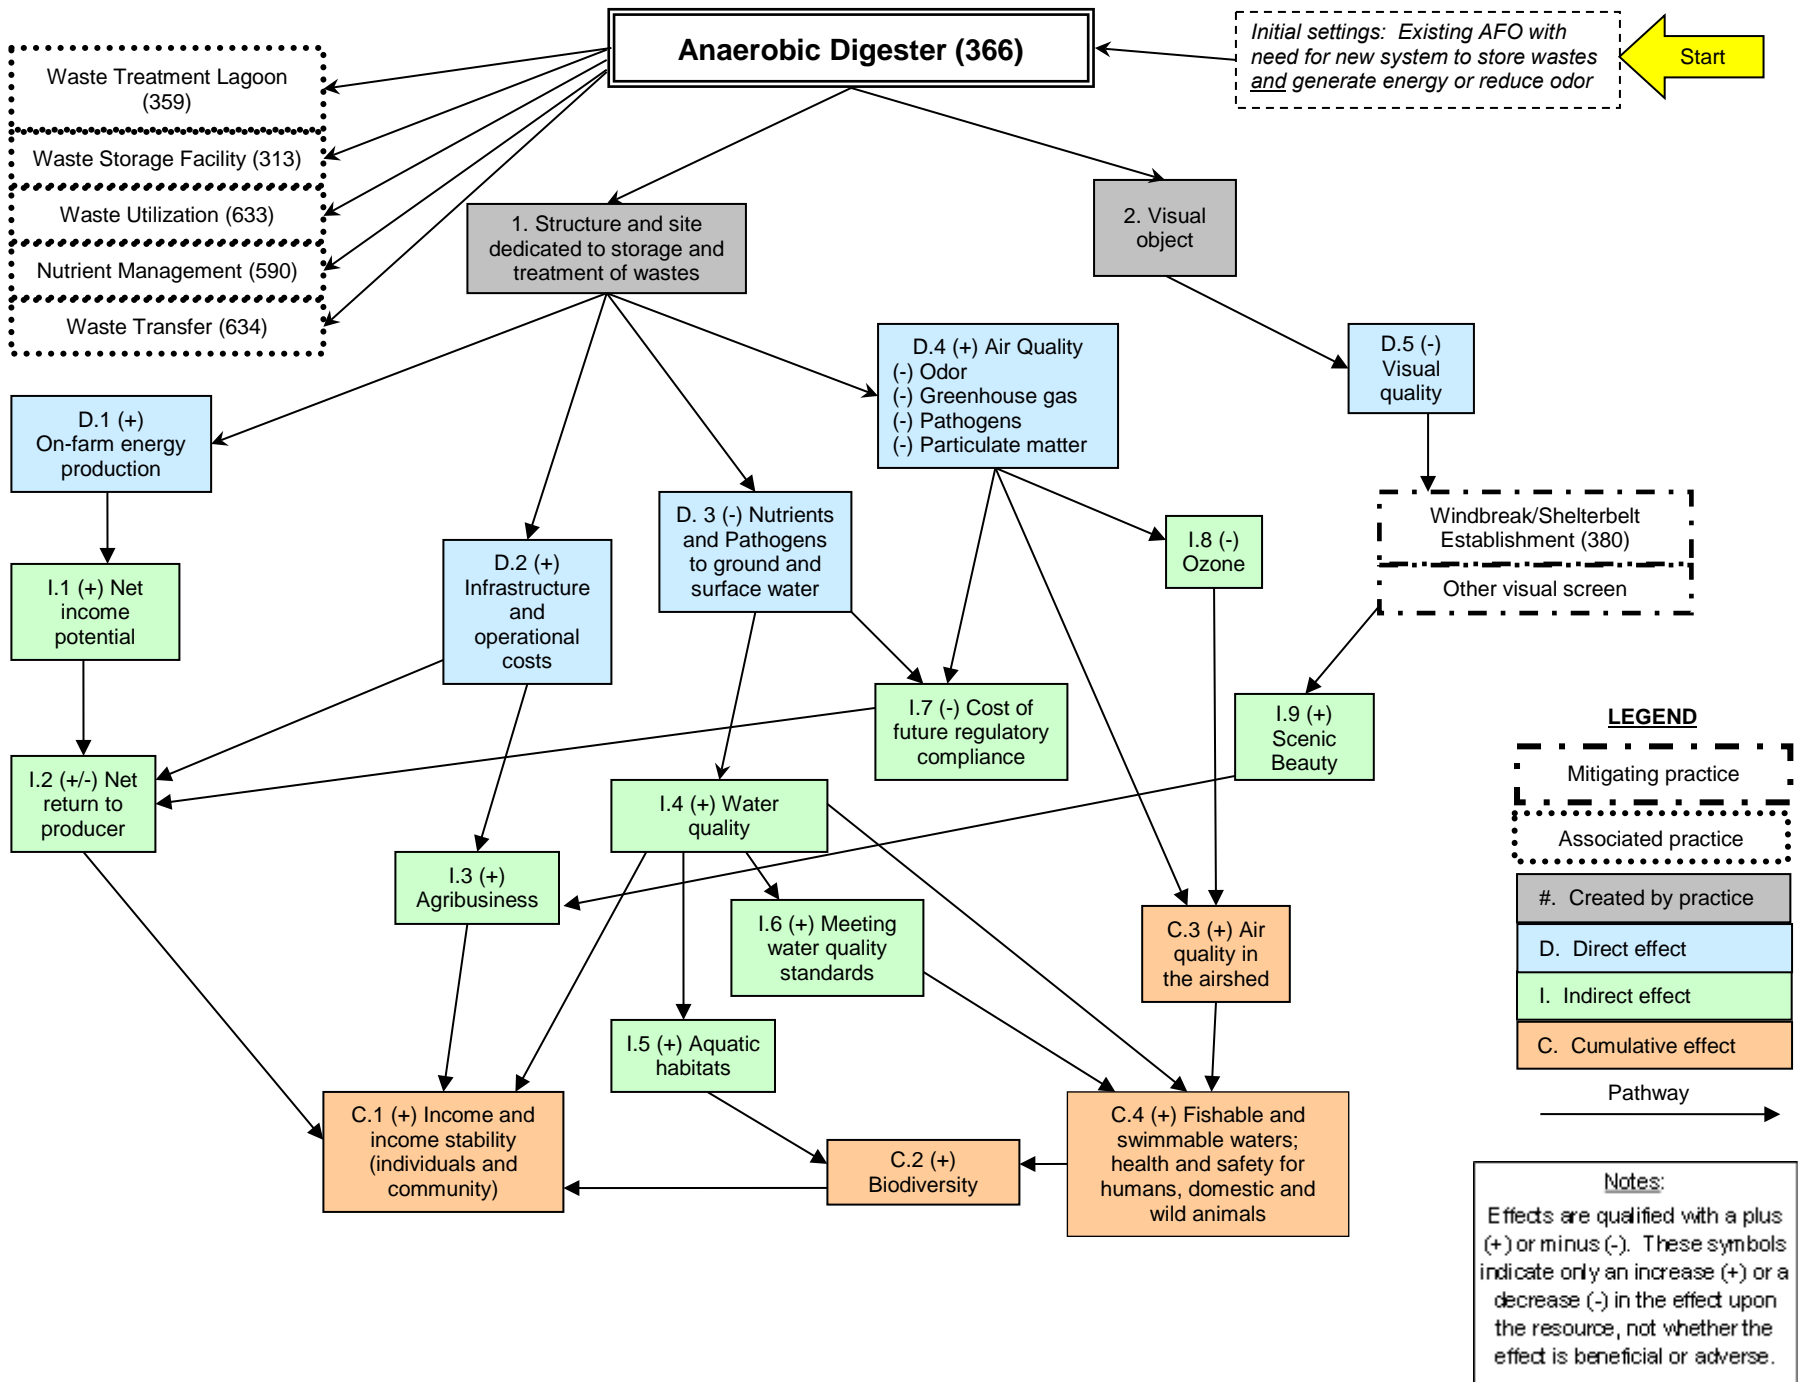 Anaerobic Digester (366)
Initial settings:  Existing AFO with
need for new system to store wastes
and generate energy or reduce odor
Start
Waste Treatment Lagoon
(359)
Waste Storage Facility (313)
Waste Utilization (633)
Nutrient Management (590)
Waste Transfer (634)
1. Structure and site
dedicated to storage and
treatment of wastes
2. Visual
object
D.1 (+)
On-farm energy
production
D.2 (+)
Infrastructure
and
operational
costs
D. 3 (-) Nutrients
and Pathogens
to ground and
surface water
D.4 (+) Air Quality
(-) Odor
(-) Greenhouse gas
(-) Pathogens
(-) Particulate matter
D.5 (-)
Visual
quality
Windbreak/Shelterbelt
Establishment (380)
Other visual screen
I.1 (+) Net
income
potential
I.8 (-)
Ozone
I.2 (+/-) Net
return to
producer
I.7 (-) Cost of
future regulatory
compliance
I.9 (+)
Scenic
Beauty
I.4 (+) Water
quality
I.3 (+)
Agribusiness
I.6 (+) Meeting
water quality
standards
I.5 (+) Aquatic
habitats
C.3 (+) Air
quality in
the airshed
C.1 (+) Income and
income stability
(individuals and
community)
C.2 (+)
Biodiversity
C.4 (+) Fishable and
swimmable waters;
health and safety for
humans, domestic and
wild animals
LEGEND
Mitigating practice
Associated practice
#.  Created by practice
D.  Direct effect
I.  Indirect effect
C.  Cumulative effect
Pathway
Notes:
Effects are qualified with a plus
(+) or minus (-).  These symbols
indicate only an increase (+) or a
decrease (-) in the effect upon
the resource, not whether the
effect is beneficial or adverse.